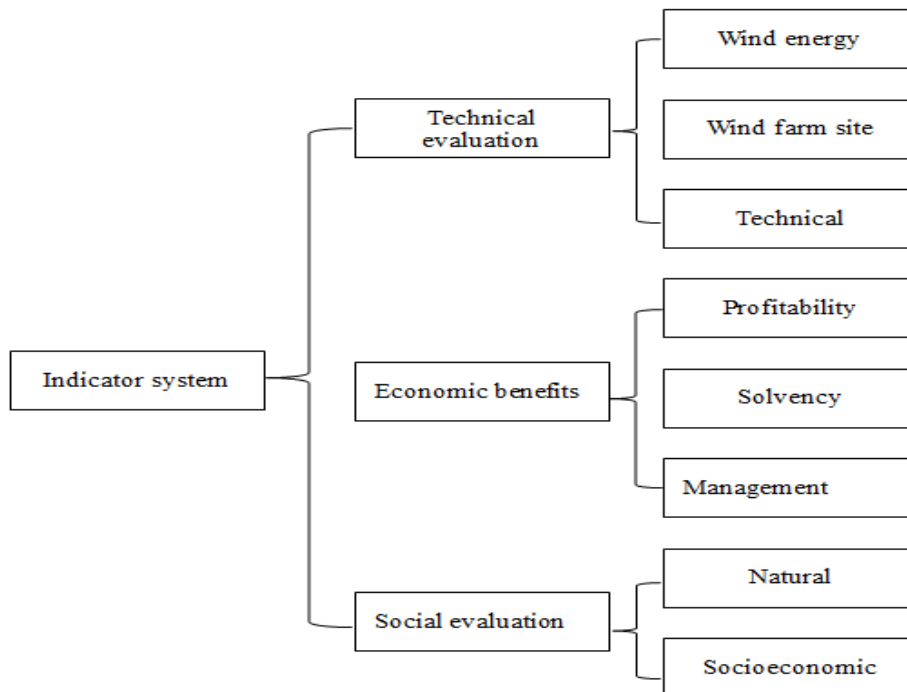 Wind energy
Technical
evaluation
Wind farm site
Technical
Profitability
Indicator system
Economic benefits
Solvency
Management
Natural
Social evaluation
Socioeconomic